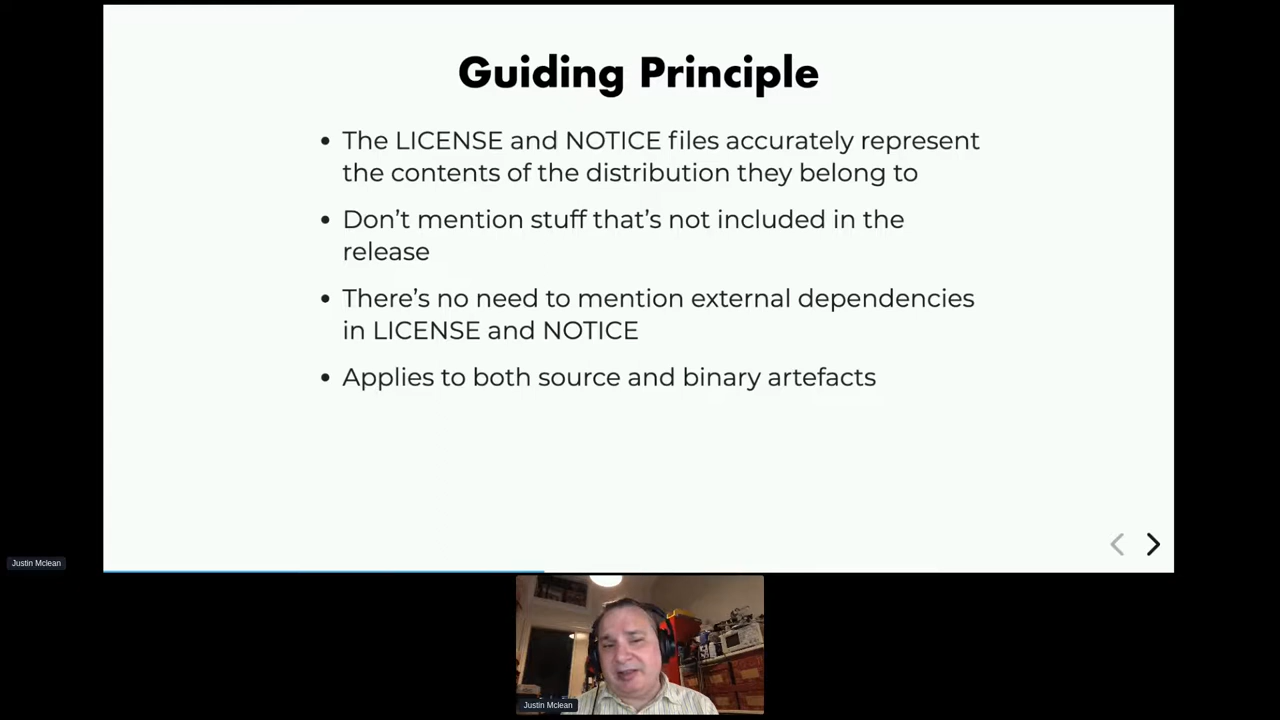 Guiding Principle
• The LICENSE and NOTICE files accurately represent
the contents of the distribution they belong to
• Don’t mention stuff that’s not included in the
release
• There’s no need to mention external dependencies
in LICENSE and NOTICE
• Applies to both source and binary artefacts
Justin Mclean
Justin Mclean